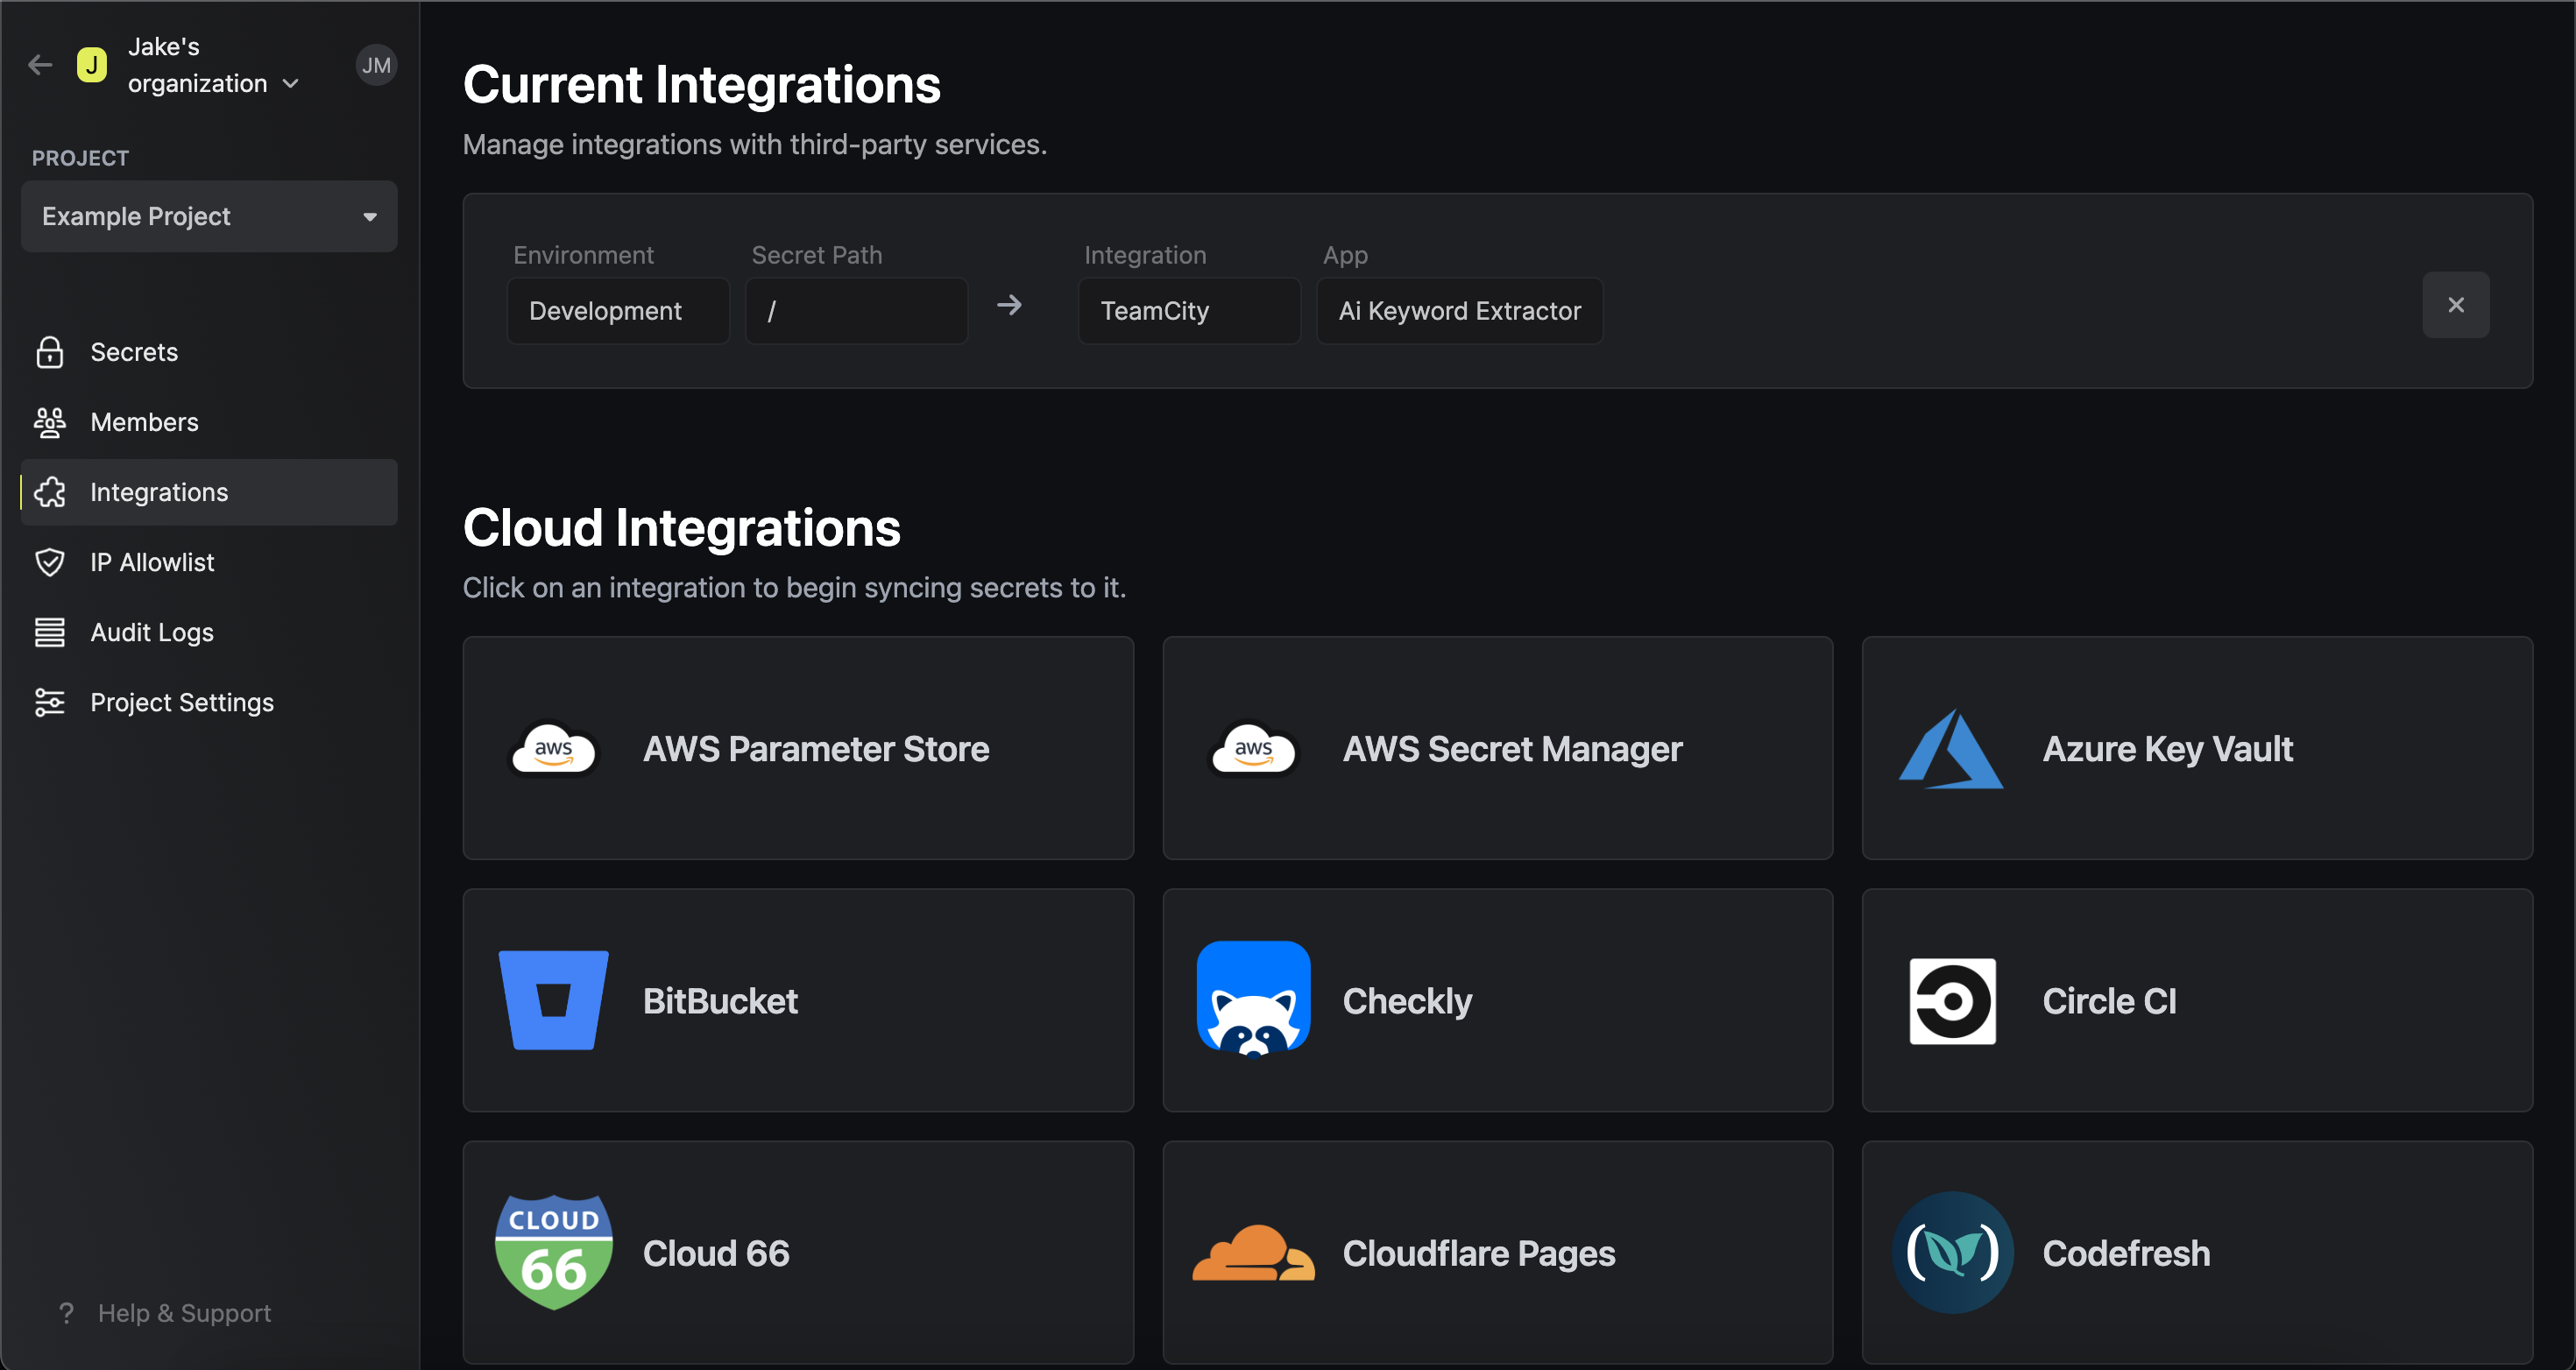 J
Jake's
organization
JM
PROJECT
Example Project
Secrets
Members
Integrations
IP Allowlist
Audit Logs
Project Settings
? Help & Support
Current Integrations
Manage integrations with third-party services.
Environment Secret Path Integration App
Development / TeamCity Ai Keyword Extractor
Cloud Integrations
Click on an integration to begin syncing secrets to it.
aws AWS Parameter Store
aws AWS Secret Manager
Azure Key Vault
BitBucket
Checkly
Circle CI
CLOUD
66
Cloud 66
Cloudflare Pages
Codefresh